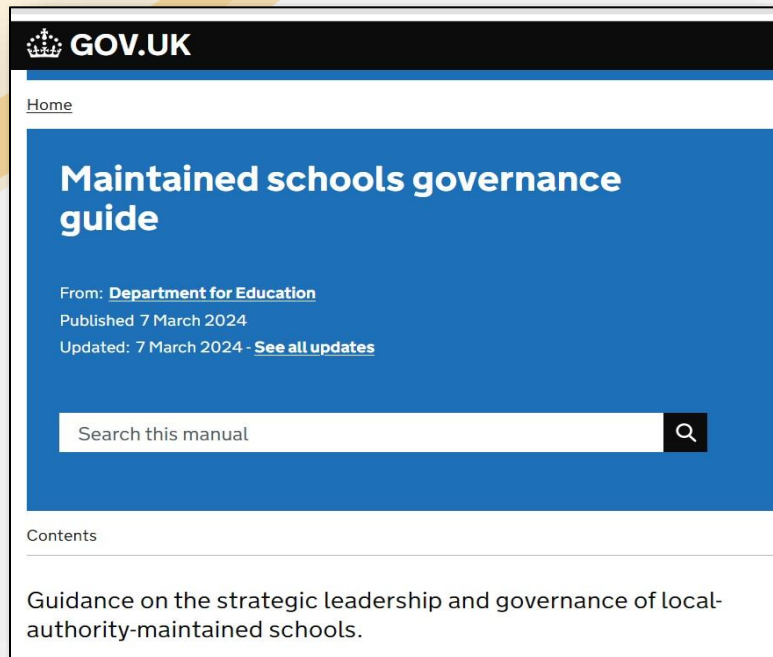 GOV.UK
Home
Maintained schools governance
guide
From: Department for Education
Published 7 March 2024
Updated: 7 March 2024 - See all updates
Search this manual
Contents
Guidance on the strategic leadership and governance of local-
authority-maintained schools.